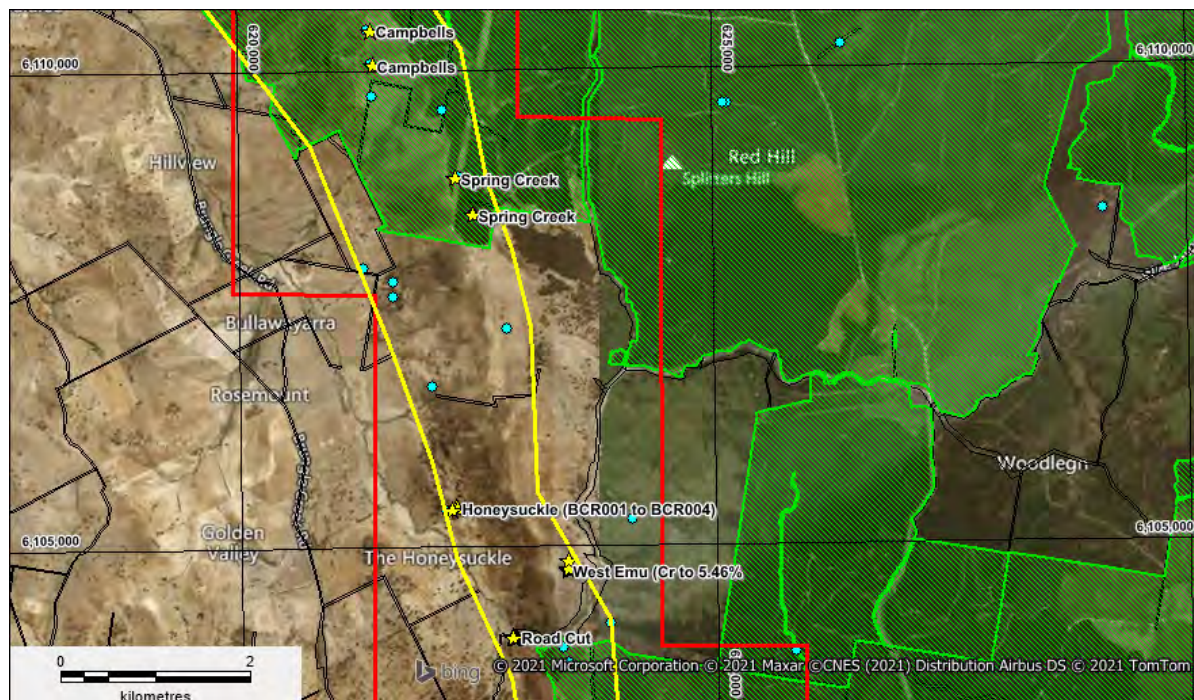 Campbells
620,000
625,000
6,110,000
6,110,000
Campbells
Hillview
Red Hill
Splitters Hill
Spring Creek
Spring Creek
Bullawayarra
Rosemount
Woodlegh
Honeysuckle (BCR001 to BCR004)
6,105,000
6,105,000
Golden
Valley
The Honeysuckle
West Emu (Cr to 5.46%
Road Cut
0 2
kilometres
bing
© 2021 Microsoft Corporation © 2021 Maxar ©CNES (2021) Distribution Airbus DS © 2021 TomTom